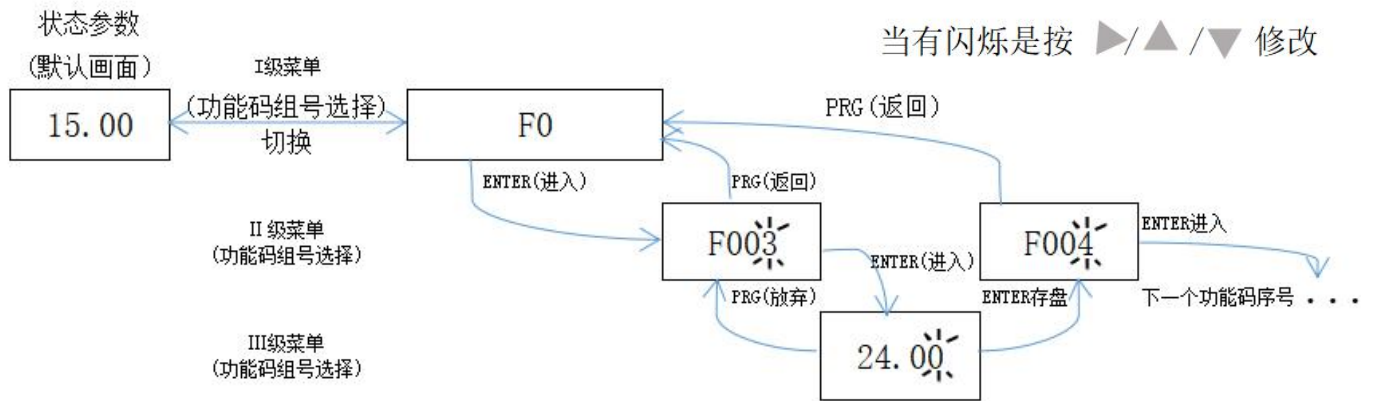 状态参数
(默认画面)
当有闪烁是按 ▶/▲/▼ 修改
15.00
I级菜单
(功能码组号选择)
切换
F0
PRG(返回)
ENTER(进入)
PRG(返回)
II级菜单
(功能码组号选择)
F003
ENTER(进入)
F004
ENTER进入
PRG(放弃)
ENTER存盘
下一个功能码序号...
III级菜单
(功能码组号选择)
24.00